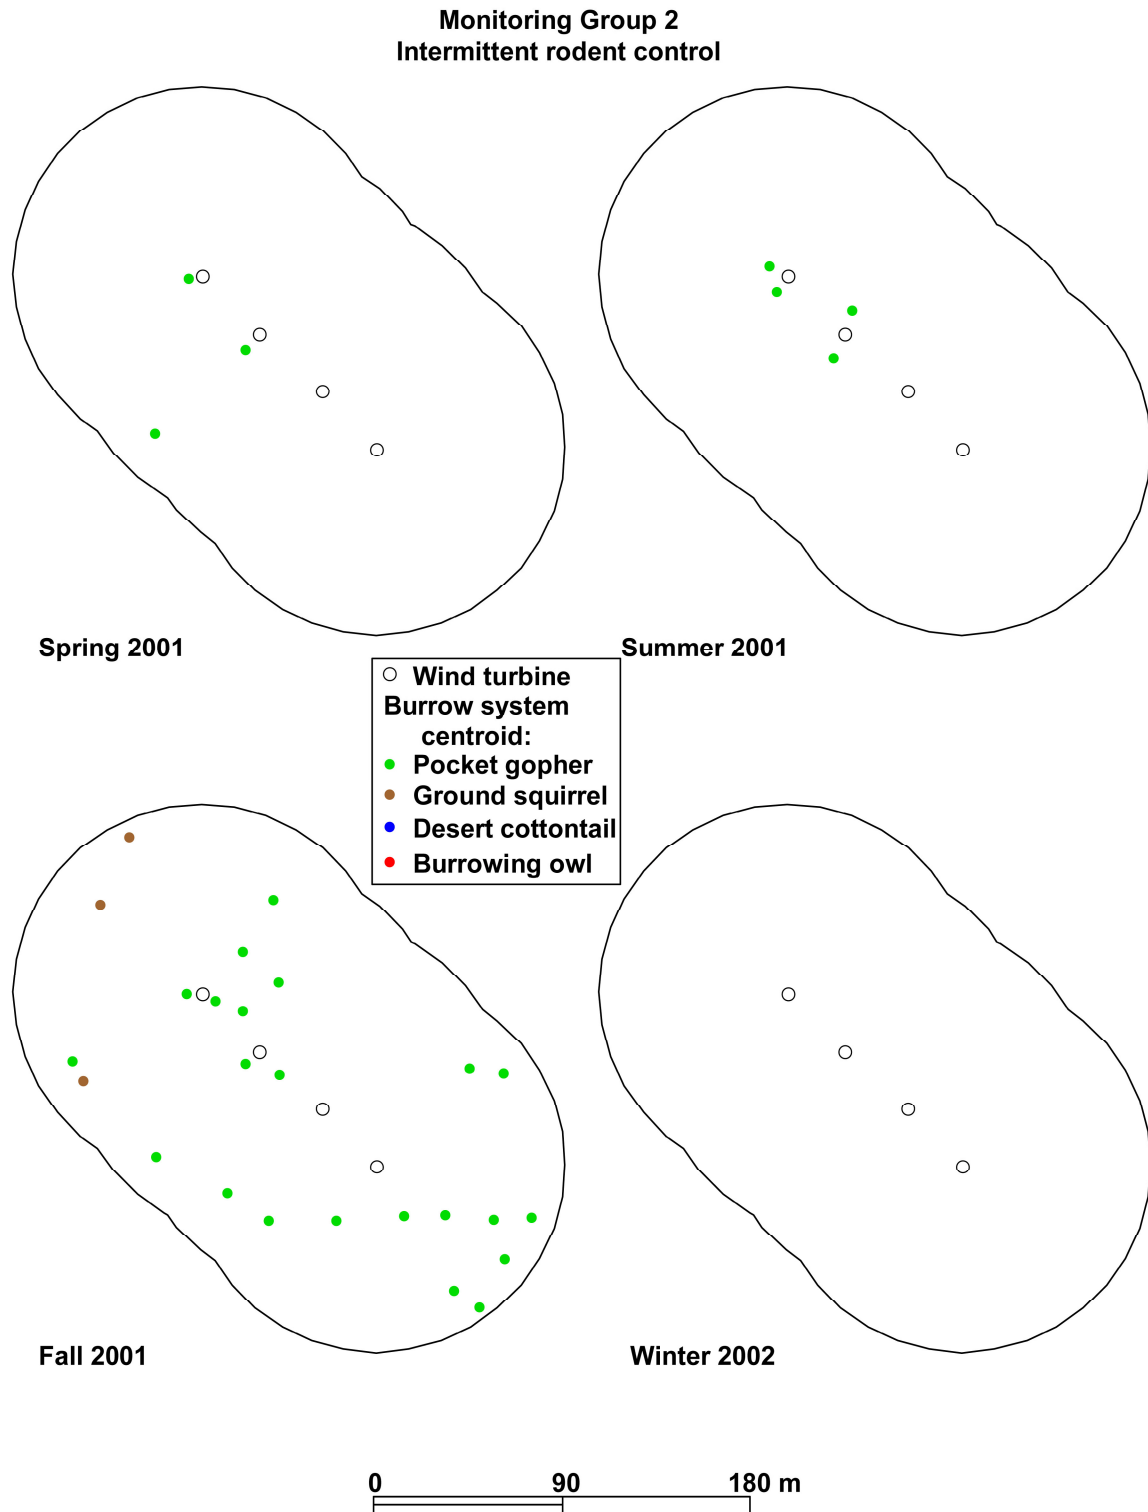 Monitoring Group 2
Intermittent rodent control
Spring 2001
Summer 2001
Wind turbine
Burrow system
centroid:
Pocket gopher
Ground squirrel
Desert cottontail
Burrowing owl
Fall 2001
Winter 2002
0 90 180 m